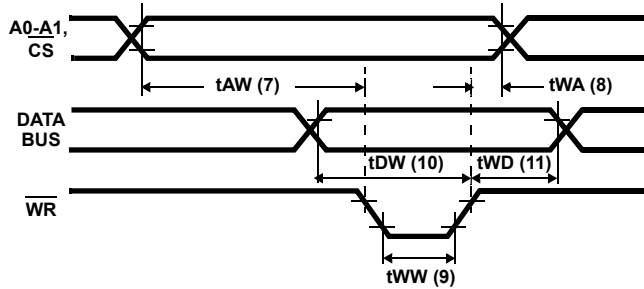 A0-A1,
CS
tAW (7)
tWA (8)
DATA
BUS
tDW (10)
tWD (11)
WR
tWW (9)